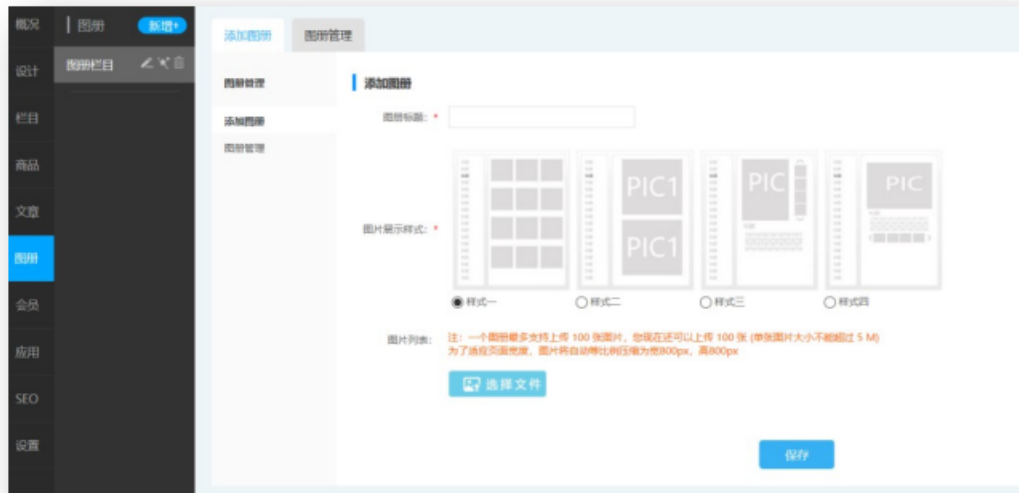 概况
设计
栏目
商品
文章
图册
会员
应用
SEO
设置
图册 新增+
图册栏目
添加图册 图册管理
图册管理
添加图册
图册管理
添加图册
图册标题: *
图片展示样式: *
PIC1
PIC1
PIC
PIC
样式一 样式二 样式三 样式四
图片列表:
注: 一个图册最多支持上传 100 张图片, 您现在还可以上传 100 张 (单张图片大小不能超过 5 M)
为了适应页面宽度, 图片将自动等比例压缩为宽800px, 高800px
选择文件
保存